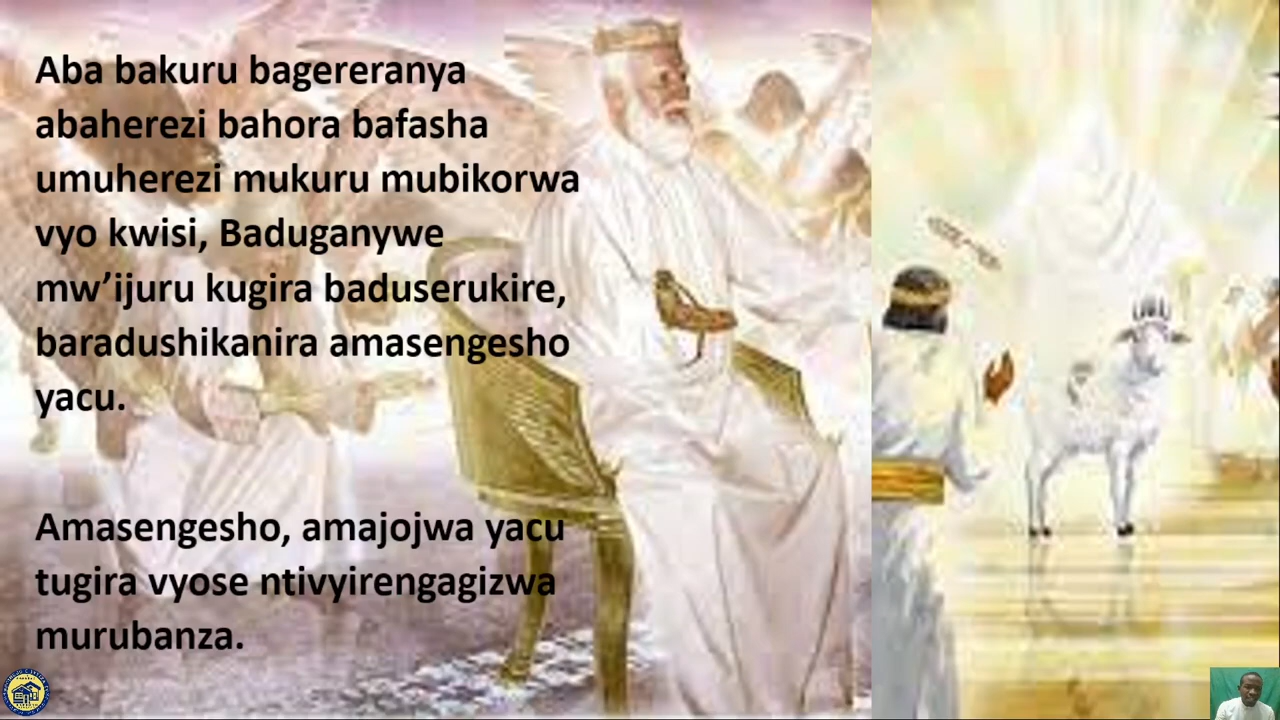 Aba bakuru bagereranya
abaherezi bahora bafasha
umuherezi mukuru mubikorwa
vyo kwisi, Baduganywe
mw’ijuru kugira baduserukire,
baradushikanira amasengesho
yacu.
Amasengesho, amajojwa yacu
tugira vyose ntivyirengagizwa
murubanza.